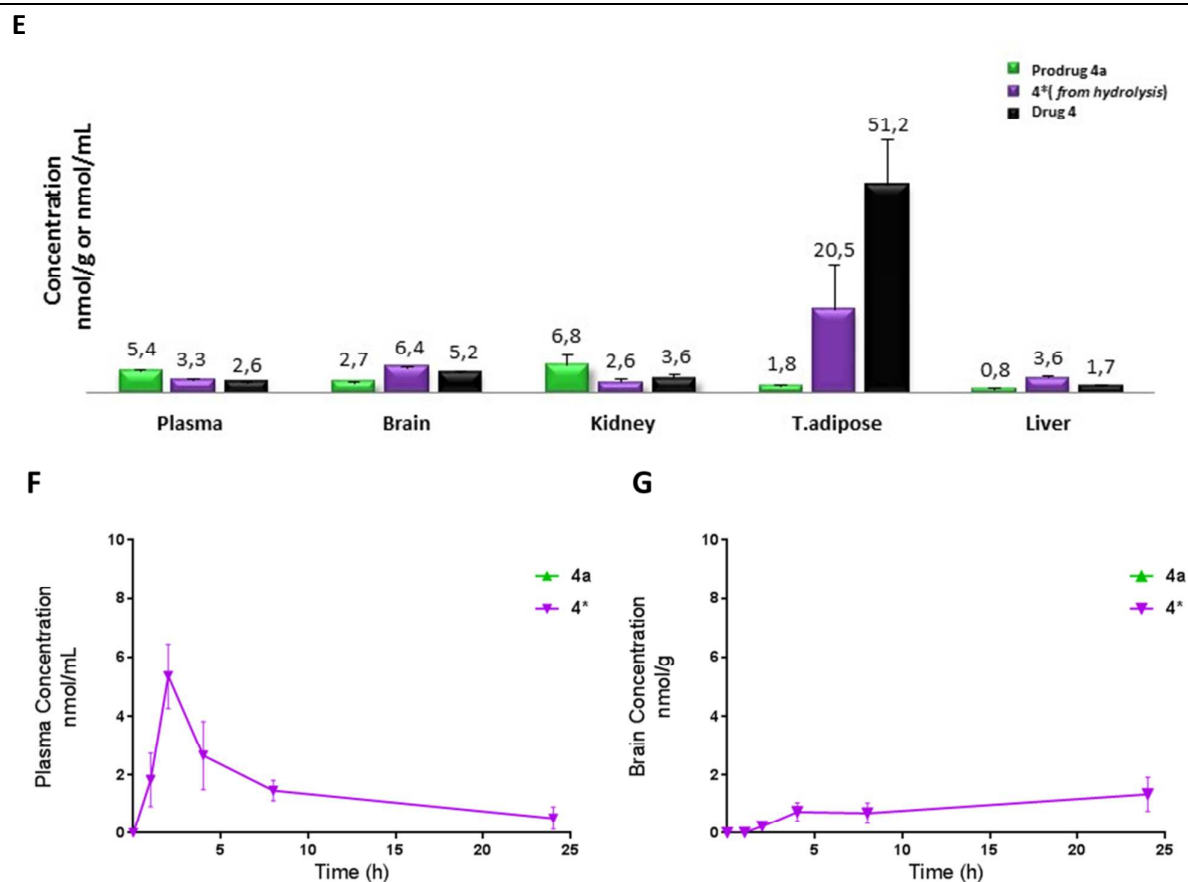 E
Prodrug 4a
4*( from hydrolysis)
Drug 4
Concentration
nmol/g or nmol/mL
5,4
3,3
2,6
2,7
6,4
5,2
6,8
2,6
3,6
1,8
20,5
51,2
0,8
3,6
1,7
Plasma
Brain
Kidney
T.adipose
Liver
F
Plasma Concentration
nmol/mL
10
8
6
4
2
0
5
10
15
20
25
Time (h)
4a
4*
G
Brain Concentration
nmol/g
10
8
6
4
2
0
5
10
15
20
25
Time (h)
4a
4*